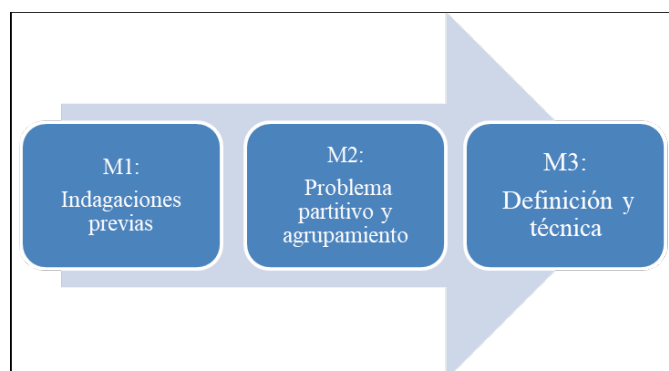 M1:
Indagaciones
previas
M2:
Problema
partitivo y
agrupamiento
M3:
Definición y
técnica